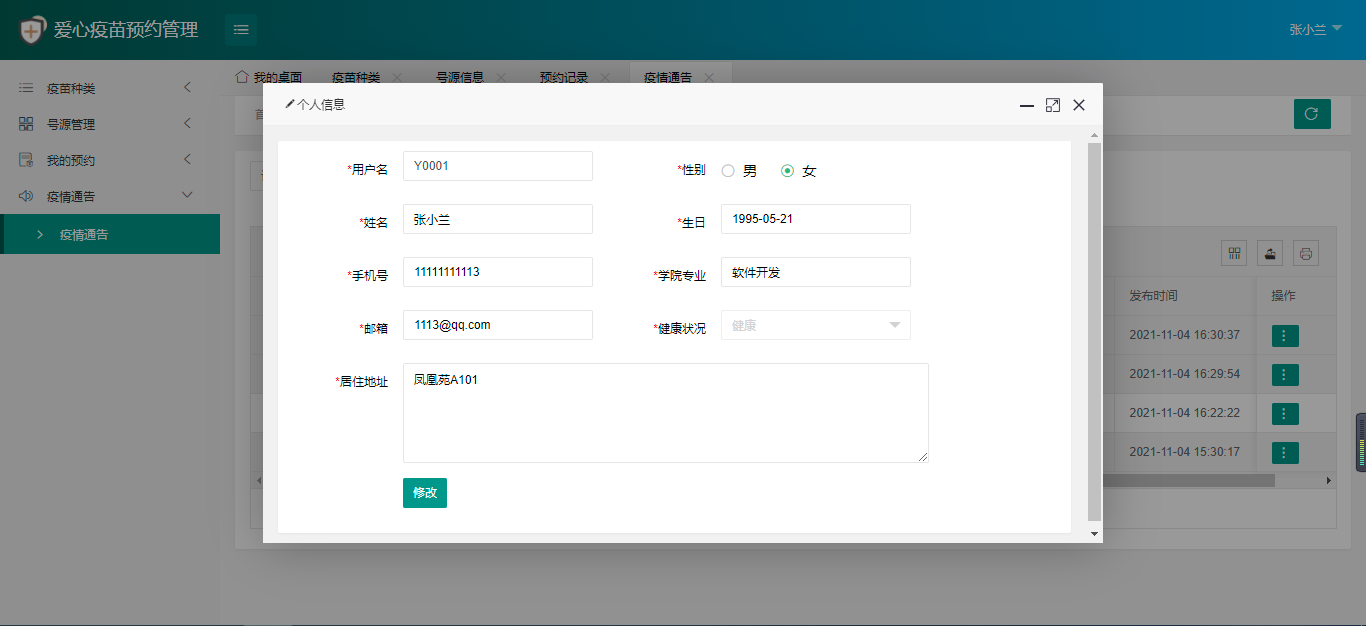 爱心疫苗预约管理
张小兰
疫苗种类
号源管理
我的预约
疫情通告
疫情通告
我的桌面 疫苗种类 号源信息 预约记录 疫情通告
个人信息
*用户名 Y0001 *性别 男 女
*姓名 张小兰 *生日 1995-05-21
*手机号 11111111113 *学院专业 软件开发
*邮箱 1113@qq.com *健康状况 健康
*居住地址 凤凰苑A101
修改
发布时间 操作
2021-11-04 16:30:37
2021-11-04 16:29:54
2021-11-04 16:22:22
2021-11-04 15:30:17